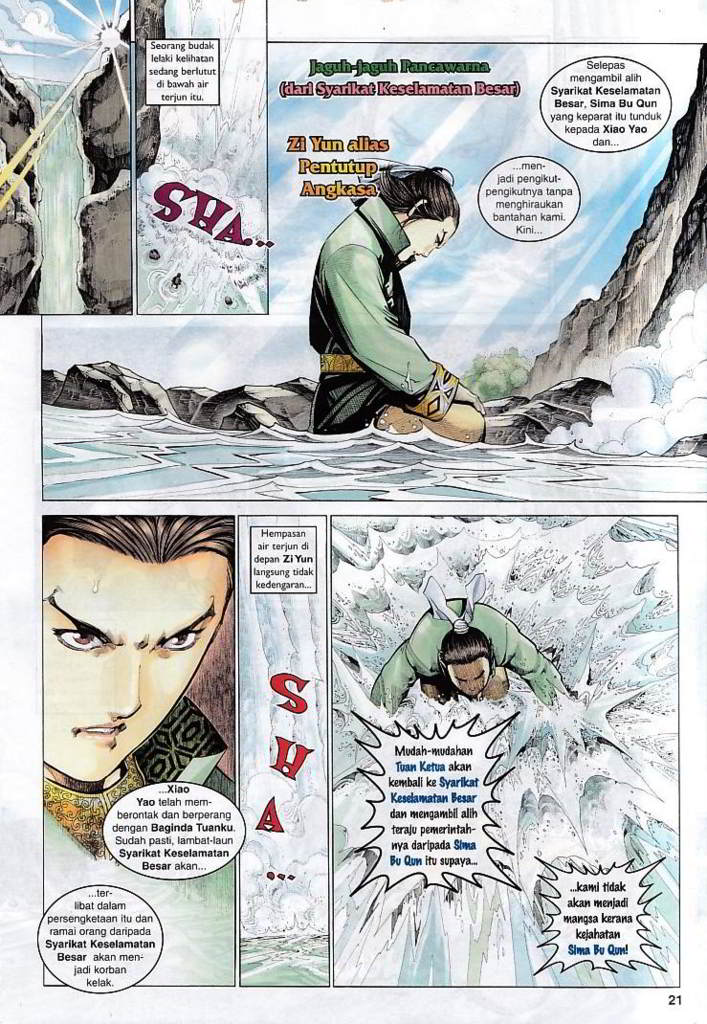 Seorang budak
lelaki kelihatan
sedang berlutut
di bawah air
terjun itu.
SHA...
Jaguh-jaguh Pancawarna
(dari Syarikat Keselamatan Besar)
Zi Yun alias
Pentutup
Angkasa
Selepas
mengambil alih
Syarikat Keselamatan
Besar, Sima Bu Qun
yang keparat itu tunduk
kepada Xiao Yao
dan...
...men-
jadi pengikut-
pengikutnya tanpa
menghiraukan
bantahan kami.
Kini...
...Xiao
Yao telah mem-
berontak dan berperang
dengan Baginda Tuanku.
Sudah pasti, lambat-laun
Syarikat Keselamatan
Besar akan...
...ter-
libat dalam
persengketaan itu dan
ramai orang daripada
Syarikat Keselamatan
Besar akan men-
jadi korban
kelak.
Hempasan
air terjun di
depan Zi Yun
langsung tidak
kedengaran...
SHA...
Mudah-mudahan
Tuan Ketua akan
kembali ke Syarikat
Keselamatan Besar
dan mengambil alih
teraju pemerintah-
nya daripada Sima
Bu Qun itu supaya...
...kami tidak
akan menjadi
mangsa kerana
kejahatan
Sima Bu Qun!
21